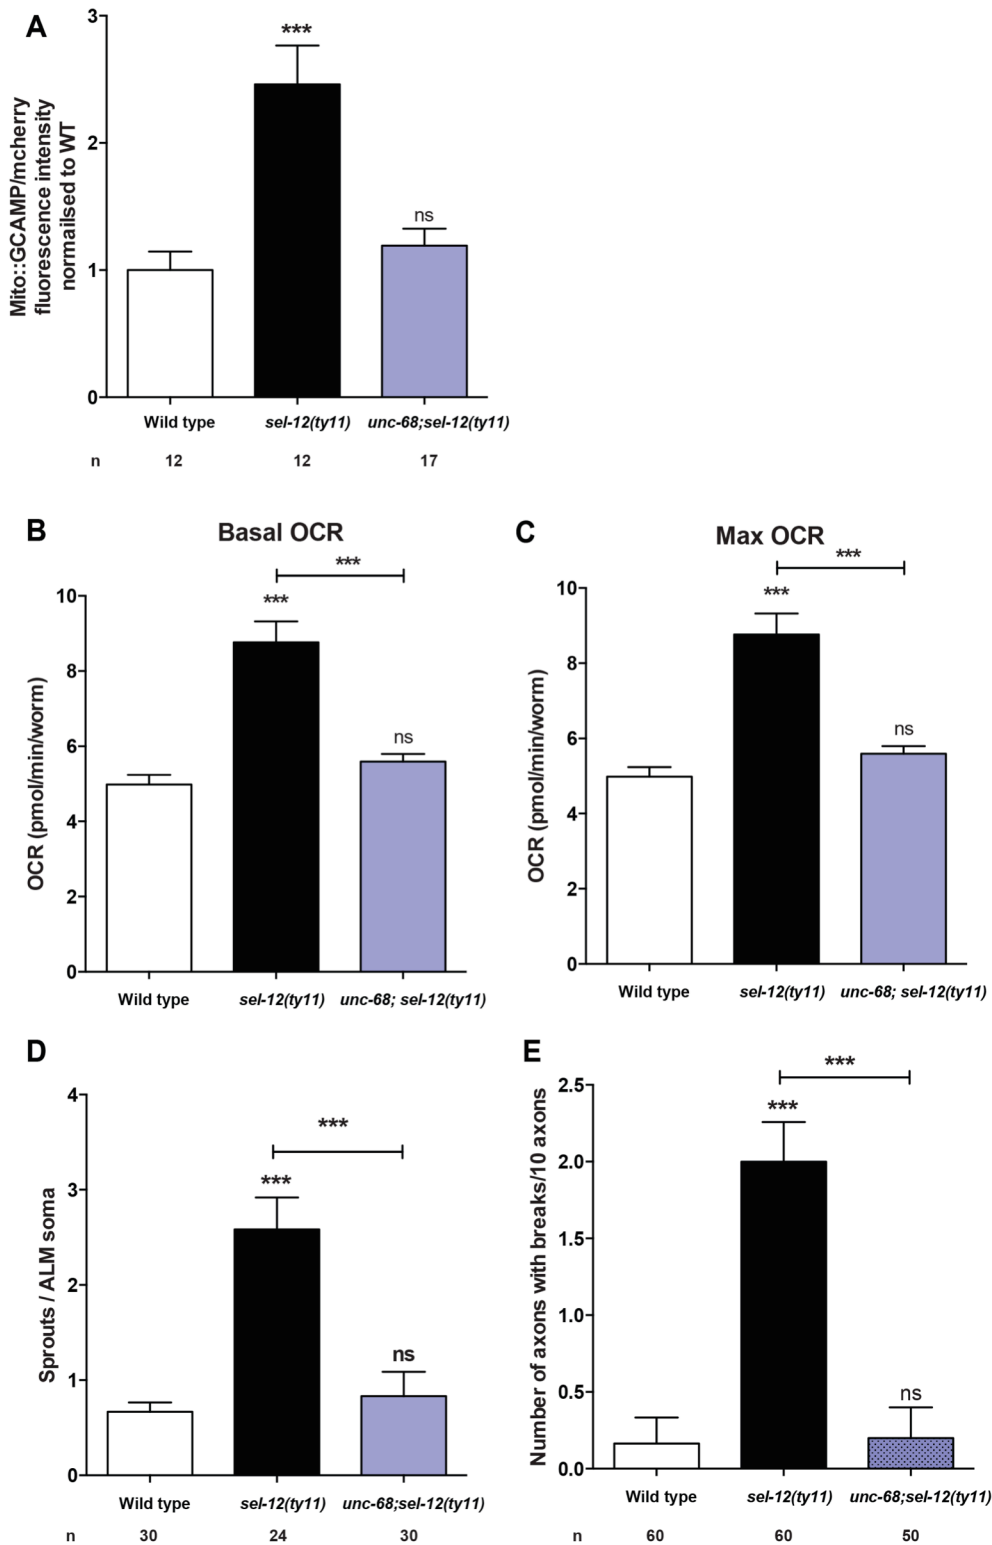 A
Mito::GCAMP/mcherry
fluorescence intensity
normailsed to WT
3
2
1
0
***
ns
Wild type sel-12(ty11) unc-68;sel-12(ty11)
n 12 12 17
B
Basal OCR
***
***
ns
OCR (pmol/min/worm)
10
8
6
4
2
0
Wild type sel-12(ty11) unc-68; sel-12(ty11)
C
Max OCR
***
***
ns
OCR (pmol/min/worm)
10
8
6
4
2
0
Wild type sel-12(ty11) unc-68; sel-12(ty11)
D
***
***
ns
Sprouts / ALM soma
4
3
2
1
0
Wild type sel-12(ty11) unc-68;sel-12(ty11)
n 30 24 30
E
***
***
ns
Number of axons with breaks/10 axons
2.5
2.0
1.5
1.0
0.5
0.0
Wild type sel-12(ty11) unc-68;sel-12(ty11)
n 60 60 50